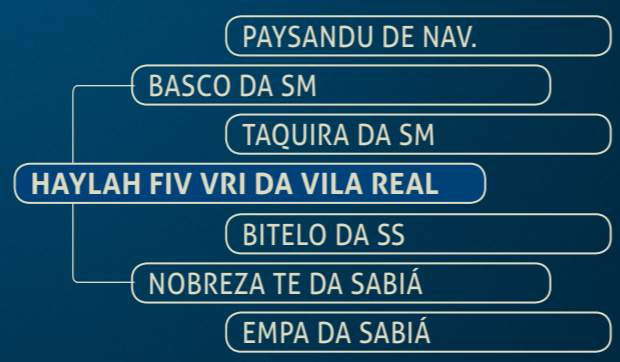 PAYSANDU DE NAV.
BASCO DA SM
TAQUIRA DA SM
HAYLAH FIV VRI DA VILA REAL
BITELO DA SS
NOBREZA TE DA SABIÁ
EMPA DA SABIÁ